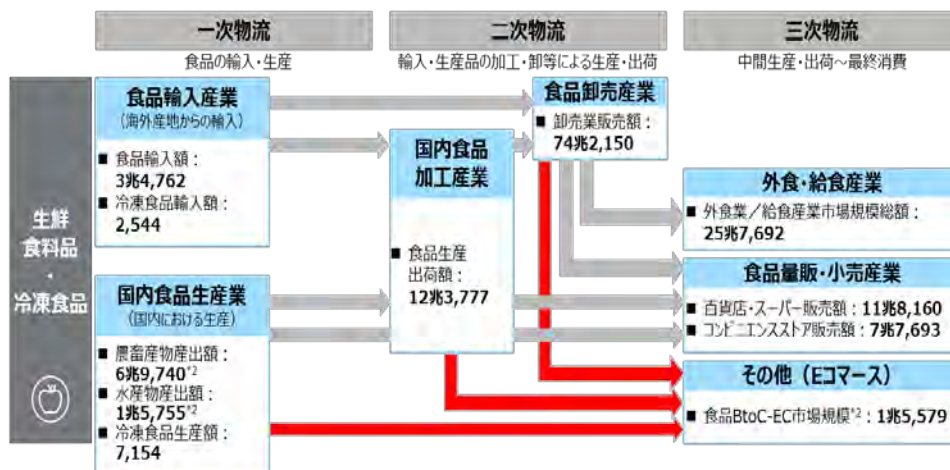 一次物流
二次物流
三次物流
食品の輸入・生産
輸入・生産品の加工・卸等による生産・出荷
中間生産・出荷～最終消費
生鮮
食料品
・
冷凍食品
食品輸入産業
(海外産地からの輸入)
■ 食品輸入額：
3兆4,762
■ 冷凍食品輸入額：
2,544
国内食品生産業
(国内における生産)
■ 農畜産物産出額：
6兆9,740*2
■ 水産物産出額：
1兆5,755*2
■ 冷凍食品生産額：
7,154
国内食品
加工産業
■ 食品生産
出荷額：
12兆3,777
食品卸売産業
■ 卸売業販売額：
74兆2,150
外食・給食産業
■ 外食業／給食産業市場規模総額：
25兆7,692
食品量販・小売産業
■ 百貨店・スーパー販売額：11兆8,160
■ コンビニエンスストア販売額：7兆7,693
その他（Eコマース）
■ 食品BtoC-EC市場規模*2：1兆5,579